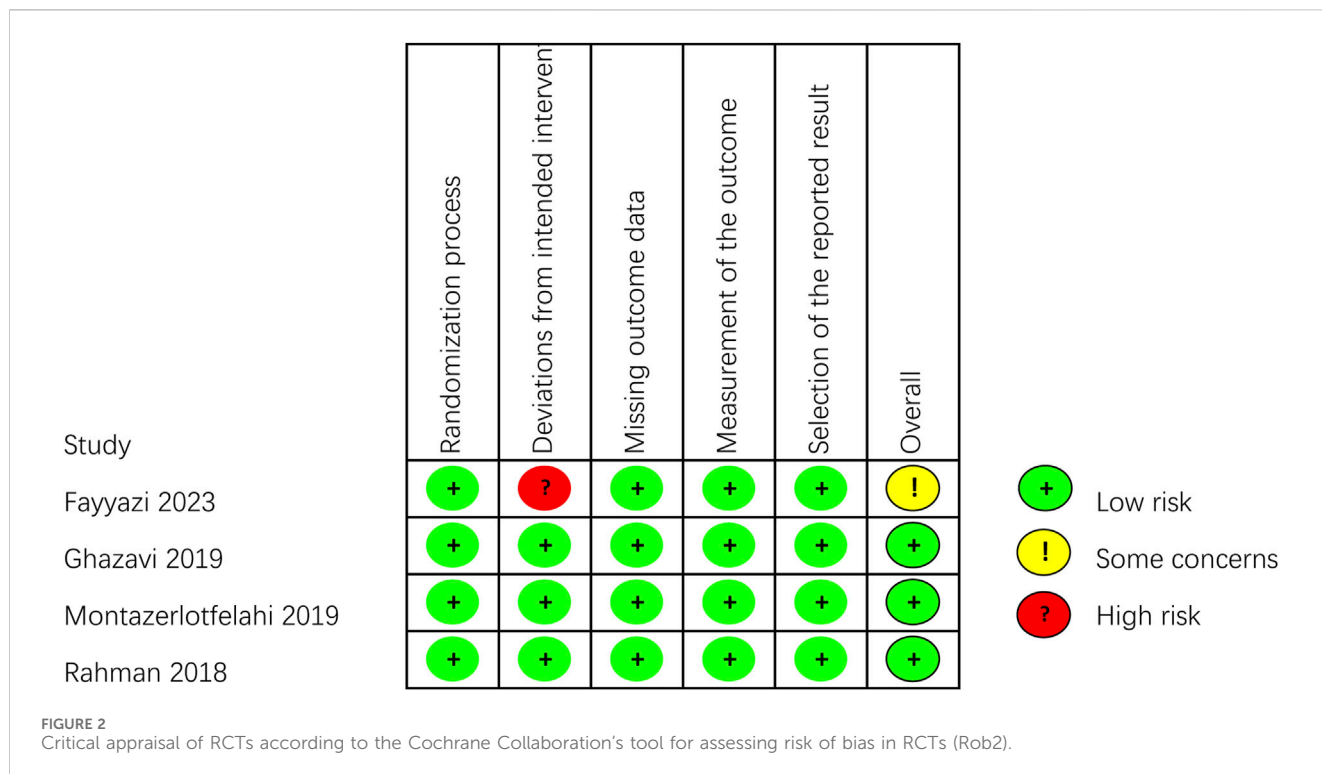 Randomization process
Deviations from intended interven
Missing outcome data
Measurement of the outcome
Selection of the reported result
Overall
Study
Fayyazi 2023
+ ? + + + !
Ghazavi 2019
+ + + + + +
Montazerlotfelahi 2019
+ + + + + +
Rahman 2018
+ + + + + +
+ Low risk
! Some concerns
? High risk
FIGURE 2
Critical appraisal of RCTs according to the Cochrane Collaboration's tool for assessing risk of bias in RCTs (Rob2).